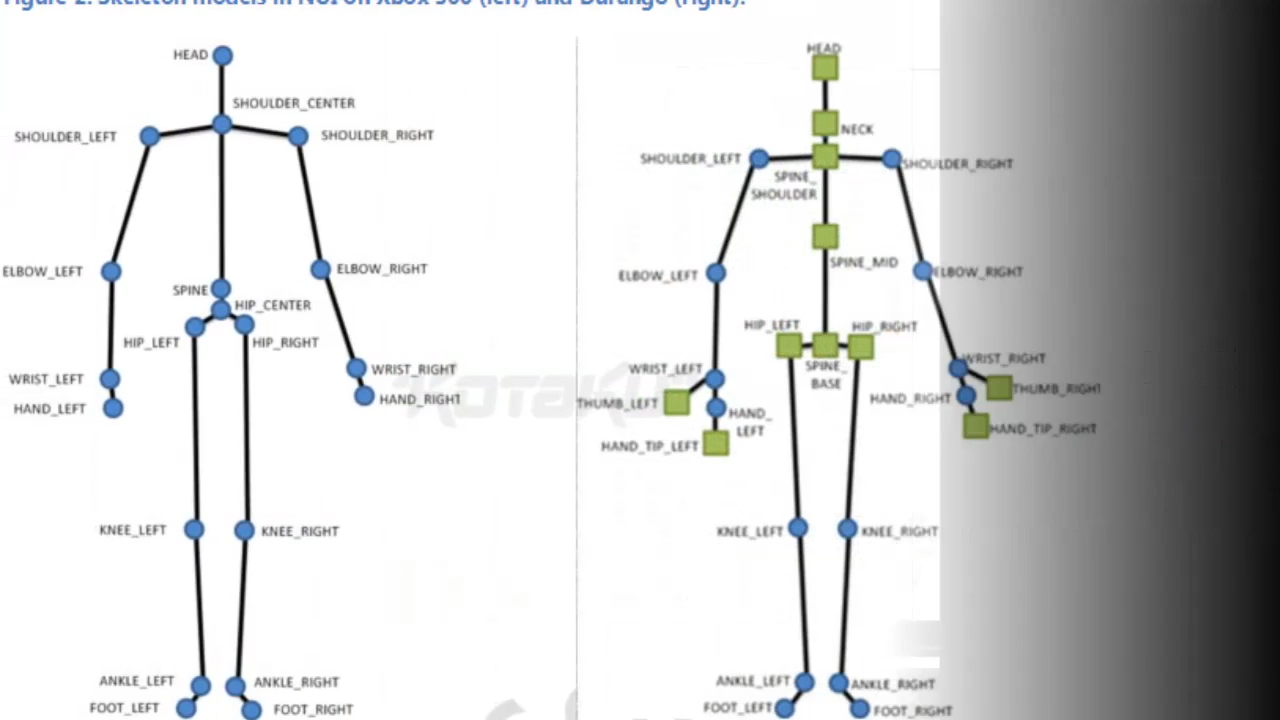 Figure 2: Skeleton models in NUI on Xbox 360 (left) and Durango (right).
HEAD
SHOULDER_CENTER
SHOULDER_LEFT
SHOULDER_RIGHT
ELBOW_LEFT
ELBOW_RIGHT
SPINE
HIP_CENTER
HIP_LEFT
HIP_RIGHT
WRIST_LEFT
WRIST_RIGHT
HAND_LEFT
HAND_RIGHT
KNEE_LEFT
KNEE_RIGHT
ANKLE_LEFT
ANKLE_RIGHT
FOOT_LEFT
FOOT_RIGHT
KOTAKU
HEAD
NECK
SHOULDER_LEFT
SHOULDER_RIGHT
SPINE_
SHOULDER
SPINE_MID
ELBOW_LEFT
ELBOW_RIGHT
HIP_LEFT
HIP_RIGHT
SPINE_
BASE
WRIST_LEFT
WRIST_RIGHT
THUMB_LEFT
THUMB_RIGHT
HAND_
LEFT
HAND_RIGHT
HAND_TIP_LEFT
HAND_TIP_RIGHT
KNEE_LEFT
KNEE_RIGHT
ANKLE_LEFT
ANKLE_RIGHT
FOOT_LEFT
FOOT_RIGHT